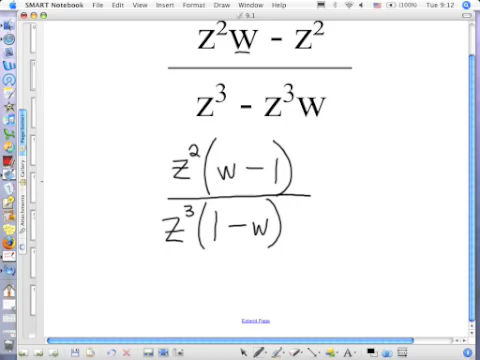 SMART Notebook File Edit View Insert Format Draw Window Help (100%) Tue 9:12
9.1
z²w - z²
z³ - z³w
z²(w - 1)
z³(1 - w)
Extend Page